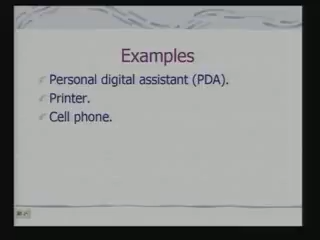 Examples
Personal digital assistant (PDA).
Printer.
Cell phone.